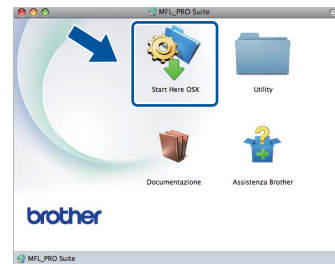 MFL_PRO Suite
Start Here OSX
Utility
Documentazione
Assistenza Brother
brother
MFL_PRO Suite